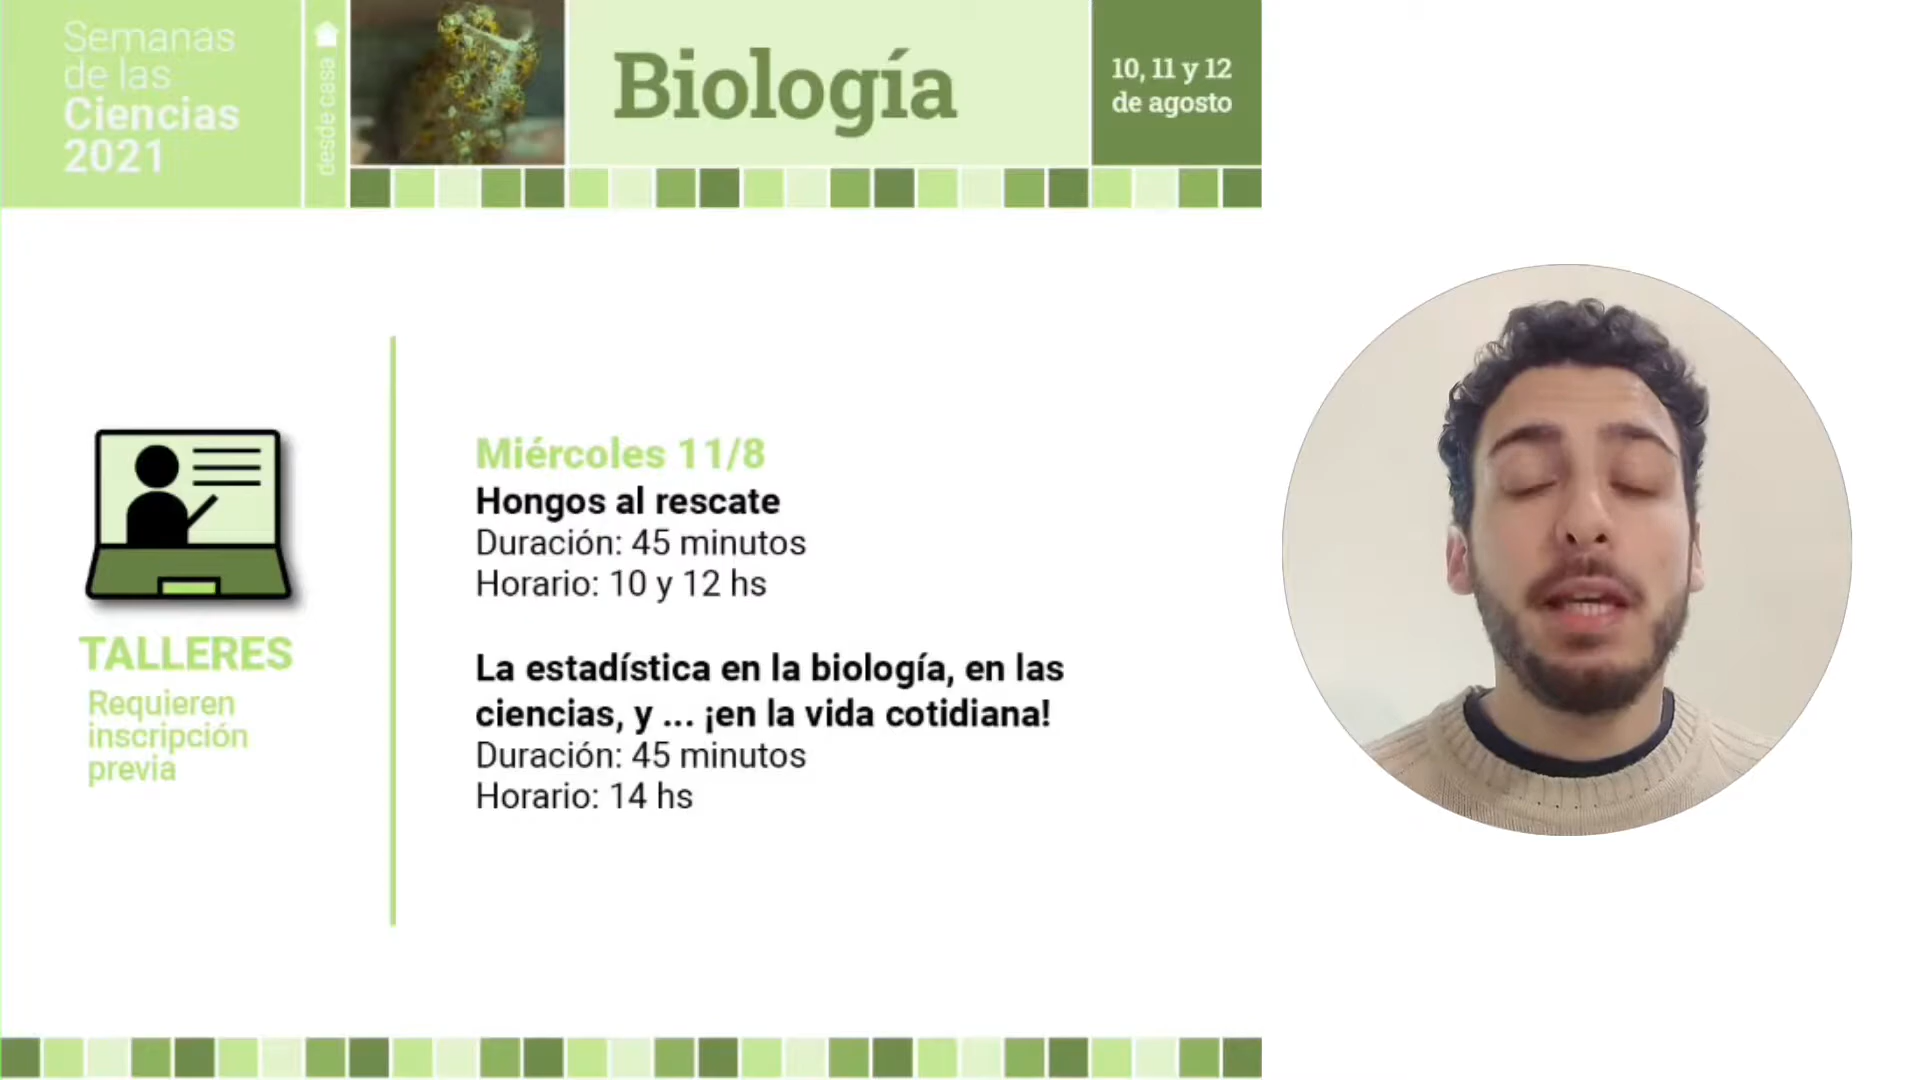 Semanas
de las
Ciencias
2021
desde casa
Biología
10, 11 y 12
de agosto
TALLERES
Requieren
inscripción
previa
Miércoles 11/8
Hongos al rescate
Duración: 45 minutos
Horario: 10 y 12 hs
La estadística en la biología, en las
ciencias, y ... ¡en la vida cotidiana!
Duración: 45 minutos
Horario: 14 hs